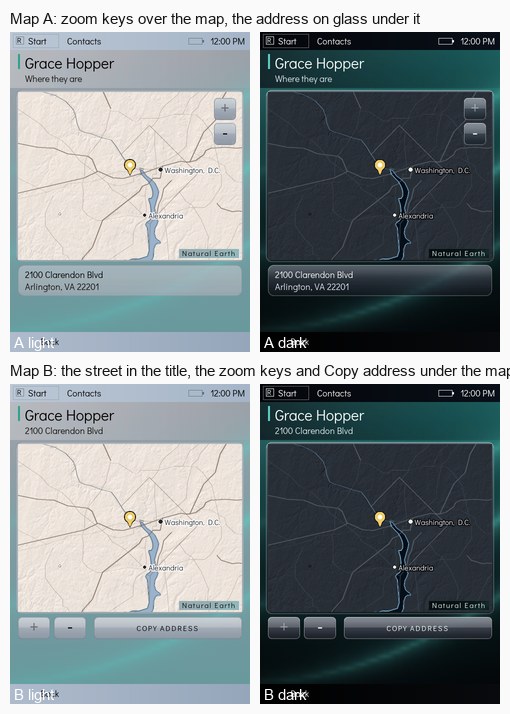 Map A: zoom keys over the map, the address on glass under it
R Start Contacts 12:00 PM
Grace Hopper
Where they are
+
-
Washington, D.C.
Alexandria
Natural Earth
2100 Clarendon Blvd
Arlington, VA 22201
A light
R Start Contacts 12:00 PM
Grace Hopper
Where they are
+
-
Washington, D.C.
Alexandria
Natural Earth
2100 Clarendon Blvd
Arlington, VA 22201
A dark
Map B: the street in the title, the zoom keys and Copy address under the map
R Start Contacts 12:00 PM
Grace Hopper
2100 Clarendon Blvd
Washington, D.C.
Alexandria
Natural Earth
+ - COPY ADDRESS
B light
R Start Contacts 12:00 PM
Grace Hopper
2100 Clarendon Blvd
Washington, D.C.
Alexandria
Natural Earth
+ - COPY ADDRESS
B dark